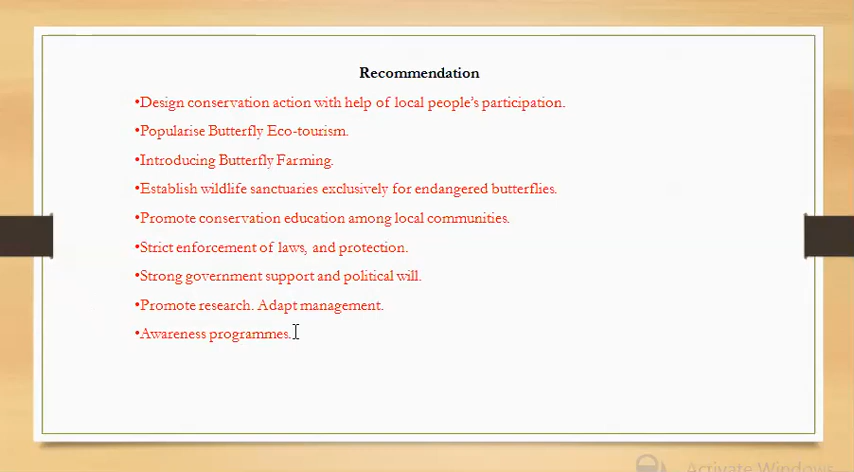 Recommendation
•Design conservation action with help of local people's participation.
•Popularise Butterfly Eco-tourism.
•Introducing Butterfly Farming.
•Establish wildlife sanctuaries exclusively for endangered butterflies.
•Promote conservation education among local communities.
•Strict enforcement of laws, and protection.
•Strong government support and political will.
•Promote research. Adapt management.
•Awareness programmes.
Activate Windows